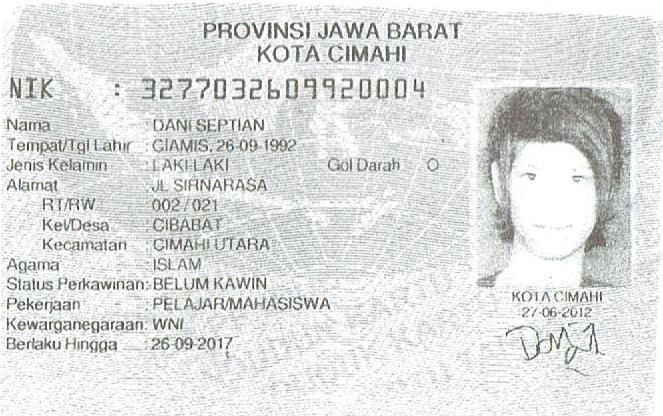 PROVINSI JAWA BARAT
KOTA CIMAHI
NIK : 3277032609920004
Nama : DANI SEPTIAN
Tempat/Tgl Lahir : CIAMIS, 26-09-1992
Jenis Kelamin : LAKI-LAKI Gol Darah O
Alamat JL SIRNARASA
RT/RW : 002 / 021
Kel/Desa : CIBABAT
Kecamatan : CIMAHI UTARA
Agama : ISLAM
Status Perkawinan: BELUM KAWIN
Pekerjaan : PELAJAR/MAHASISWA
Kewarganegaraan: WNI
Berlaku Hingga : 26-09-2017
KOTA CIMAHI
27-06-2012